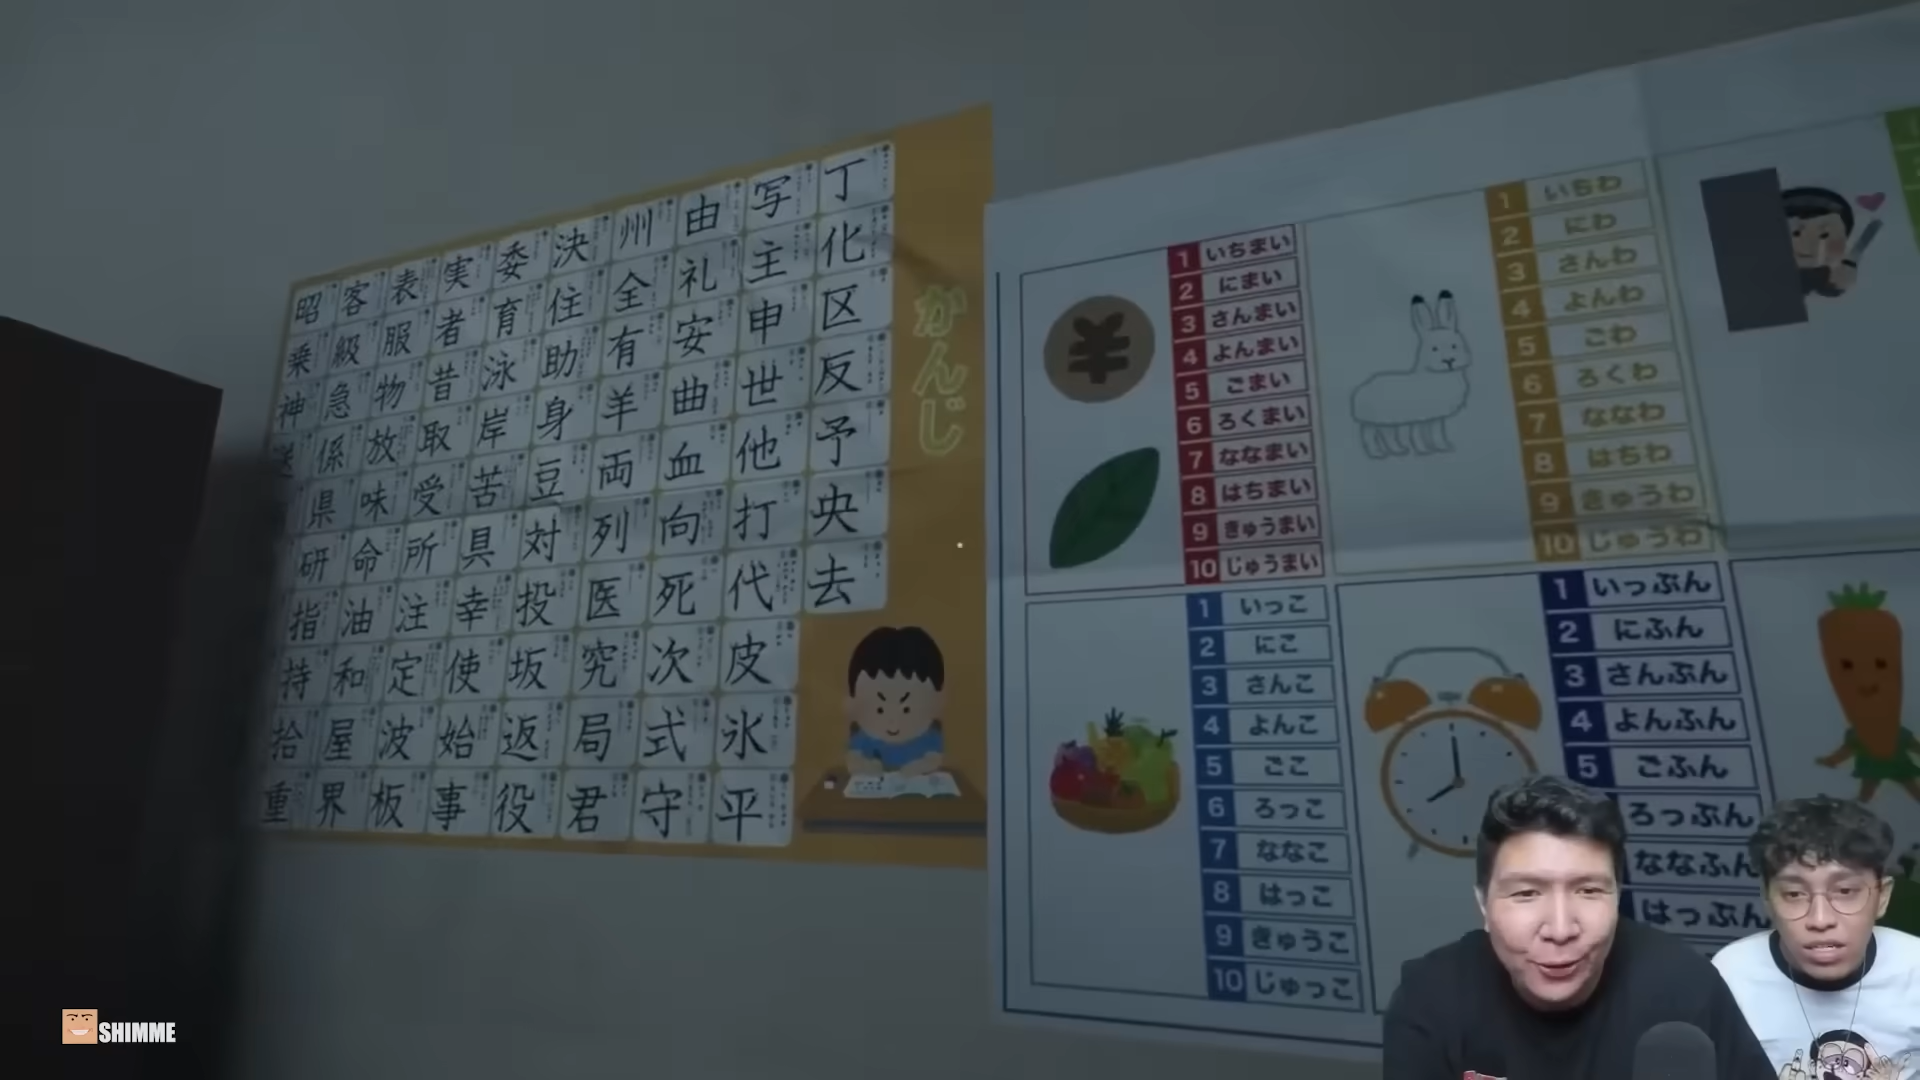 昭 客 表 実 委 決 州 由 写 丁
乗 級 服 者 育 住 全 礼 主 化
神 急 物 昔 泳 助 有 安 申 区
送 係 放 取 岸 身 羊 曲 世 反
県 味 受 苦 豆 両 血 他 予
研 命 所 具 対 列 向 打 央
指 油 注 幸 投 医 死 代 去
持 和 定 使 坂 究 次 皮
拾 屋 波 始 返 局 式 氷
重 界 板 事 役 君 守 平
かんじ
1 いちまい
2 にまい
3 さんまい
4 よんまい
5 ごまい
6 ろくまい
7 ななまい
8 はちまい
9 きゅうまい
10 じゅうまい
1 いちわ
2 にわ
3 さんわ
4 よんわ
5 ごわ
6 ろくわ
7 ななわ
8 はちわ
9 きゅうわ
10 じゅうわ
1 いっこ
2 にこ
3 さんこ
4 よんこ
5 ごこ
6 ろっこ
7 ななこ
8 はっこ
9 きゅうこ
10 じゅっこ
1 いっぷん
2 にふん
3 さんぷん
4 よんふん
5 ごふん
ろっぷん
ななふん
はっぷん
SHIMME